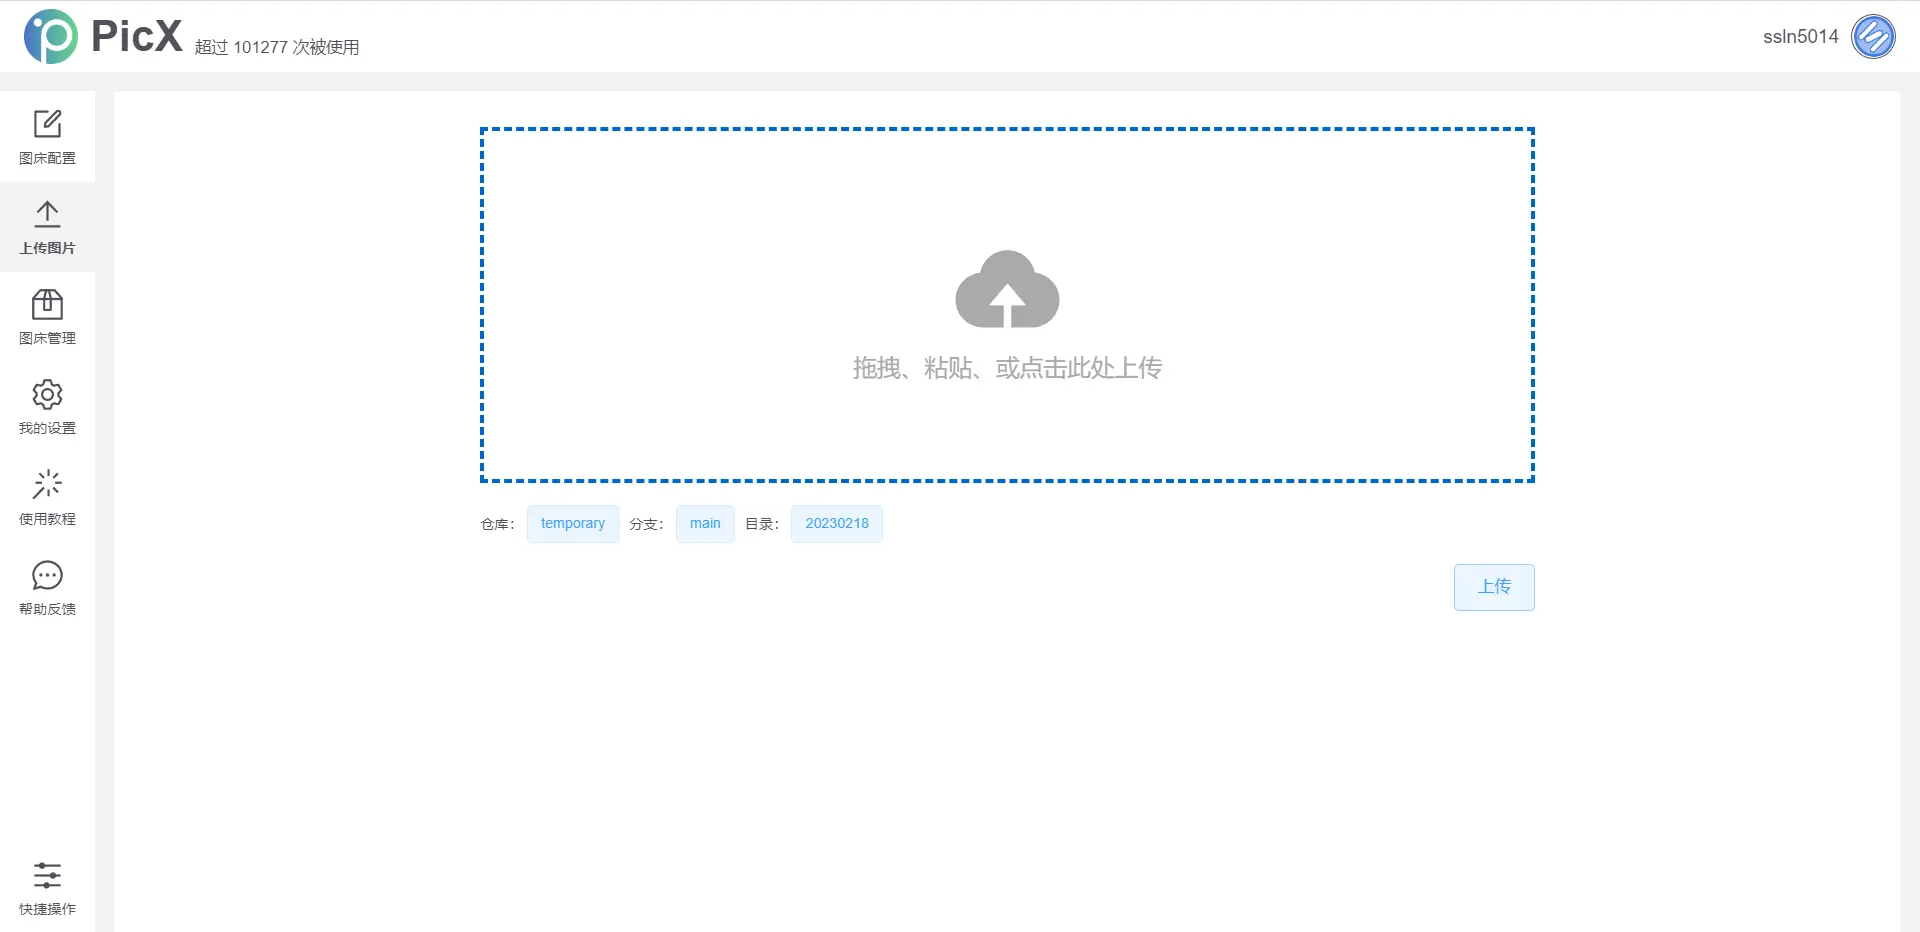 PicX 超过 101277 次被使用
ssln5014
图床配置
上传图片
图床管理
我的设置
使用教程
帮助反馈
快捷操作
拖拽、粘贴、或点击此处上传
仓库： temporary 分支： main 目录： 20230218
上传